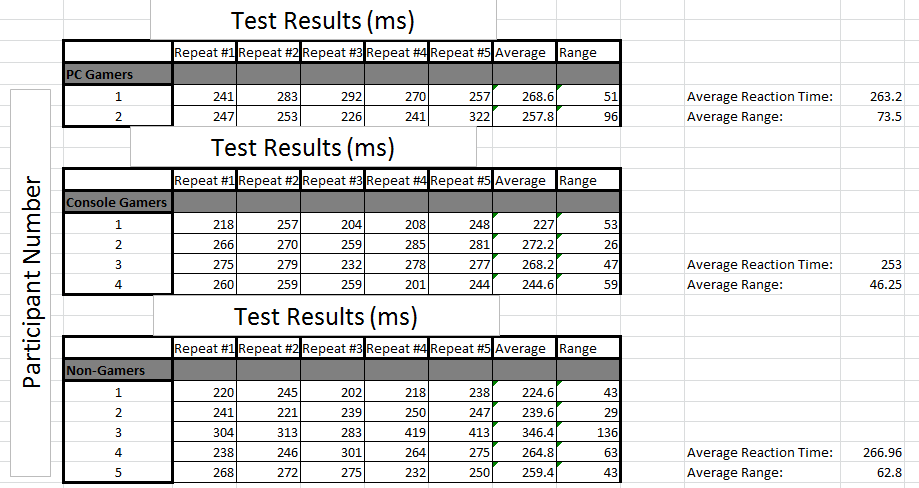 Test Results (ms)
Repeat #1 Repeat #2 Repeat #3 Repeat #4 Repeat #5 Average Range
PC Gamers
1 241 283 292 270 257 268.6 51 Average Reaction Time: 263.2
2 247 253 226 241 322 257.8 96 Average Range: 73.5
Test Results (ms)
Repeat #1 Repeat #2 Repeat #3 Repeat #4 Repeat #5 Average Range
Console Gamers
1 218 257 204 208 248 227 53
2 266 270 259 285 281 272.2 26
3 275 279 232 278 277 268.2 47 Average Reaction Time: 253
4 260 259 259 201 244 244.6 59 Average Range: 46.25
Test Results (ms)
Repeat #1 Repeat #2 Repeat #3 Repeat #4 Repeat #5 Average Range
Non-Gamers
1 220 245 202 218 238 224.6 43
2 241 221 239 250 247 239.6 29
3 304 313 283 419 413 346.4 136
4 238 246 301 264 275 264.8 63 Average Reaction Time: 266.96
5 268 272 275 232 250 259.4 43 Average Range: 62.8
Participant Number